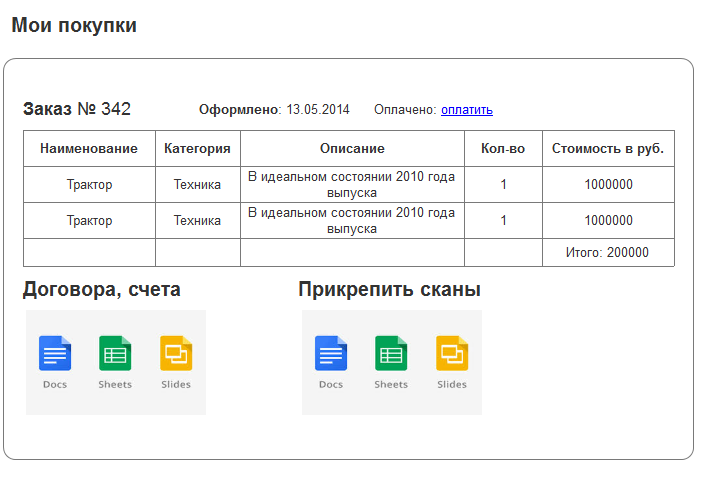 Мои покупки
Заказ № 342 Оформлено: 13.05.2014 Оплачено: оплатить
Наименование Категория Описание Кол-во Стоимость в руб.
Трактор Техника В идеальном состоянии 2010 года выпуска 1 1000000
Трактор Техника В идеальном состоянии 2010 года выпуска 1 1000000
Итого: 200000
Договора, счета Прикрепить сканы
Docs Sheets Slides Docs Sheets Slides